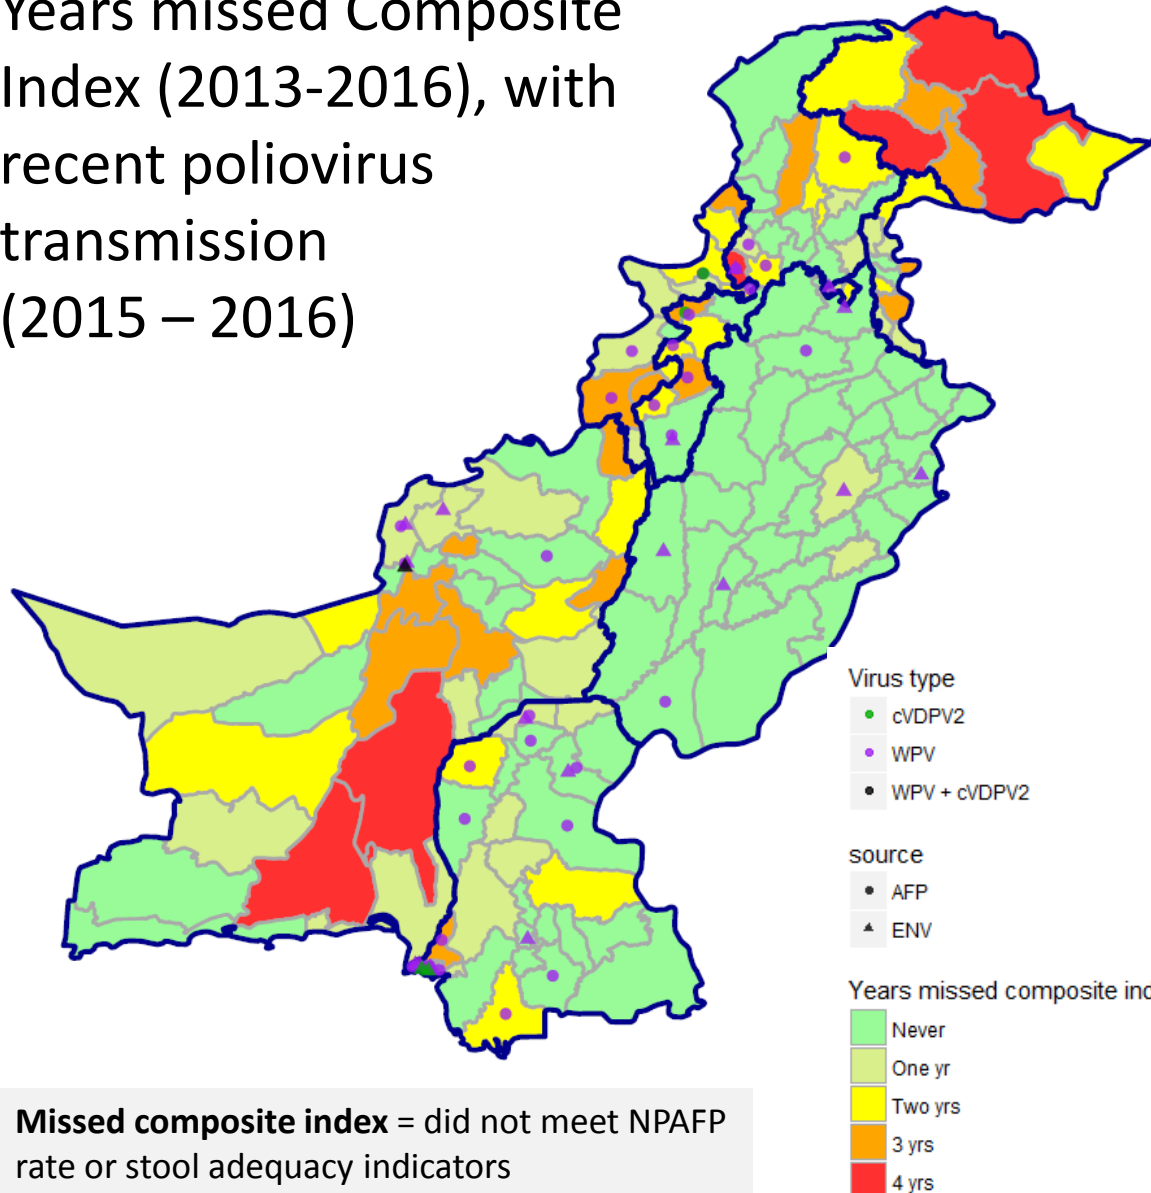 Years missed Composite
Index (2013-2016), with
recent poliovirus
transmission
(2015 – 2016)
Virus type
cVDPV2
WPV
WPV + cVDPV2
source
AFP
ENV
Years missed composite
Never
One yr
Two yrs
3 yrs
4 yrs
Missed composite index = did not meet NPAFP
rate or stool adequacy indicators